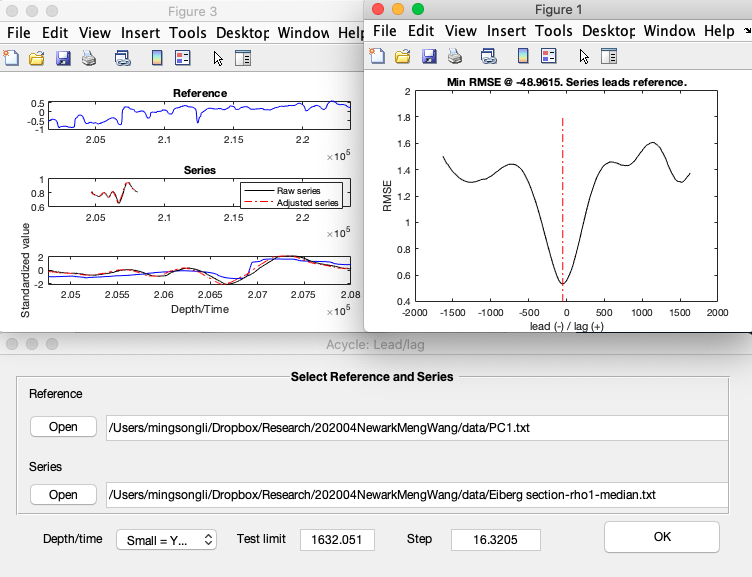 Figure 3
File Edit View Insert Tools Desktop Window Help
Reference
0.5
0
-0.5
-1
2.05 2.1 2.15 2.2
×10⁵
Series
1
0.8
0.6
Raw series
Adjusted series
2.05 2.1 2.15 2.2
×10⁵
Standardized value
2
0
-2
2.05 2.055 2.06 2.065 2.07 2.075 2.08
Depth/Time
×10⁵
Figure 1
File Edit View Insert Tools Desktop Window Help
Min RMSE @ -48.9615. Series leads reference.
2
1.8
1.6
1.4
1.2
1
0.8
0.6
0.4
RMSE
-2000 -1500 -1000 -500 0 500 1000 1500 2000
lead (-) / lag (+)
Acycle: Lead/lag
Select Reference and Series
Reference
Open /Users/mingsongli/Dropbox/Research/202004NewarkMengWang/data/PC1.txt
Series
Open /Users/mingsongli/Dropbox/Research/202004NewarkMengWang/data/Eiberg section-rho1-median.txt
Depth/time Small = Y... Test limit 1632.051 Step 16.3205 OK